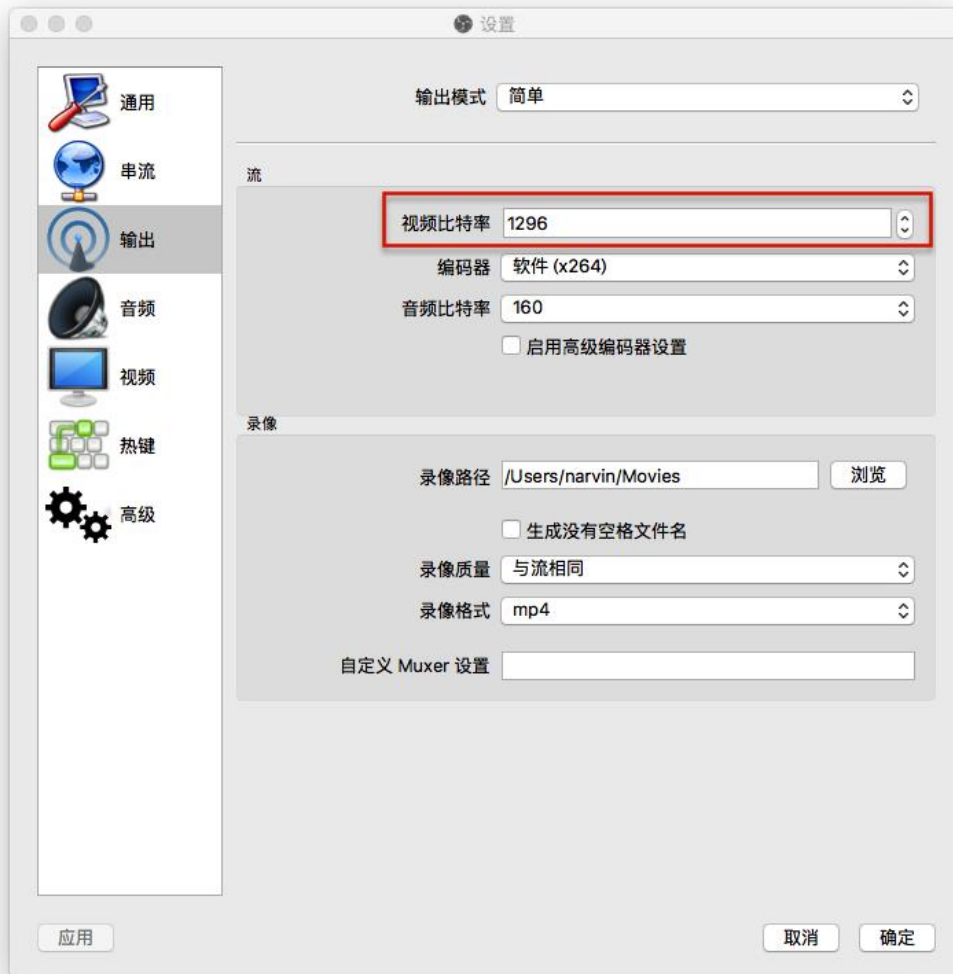 设置
通用
串流
输出
音频
视频
热键
高级
输出模式 简单
流
视频比特率 1296
编码器 软件 (x264)
音频比特率 160
启用高级编码器设置
录像
录像路径 /Users/narvin/Movies 浏览
生成没有空格文件名
录像质量 与流相同
录像格式 mp4
自定义 Muxer 设置
应用 取消 确定